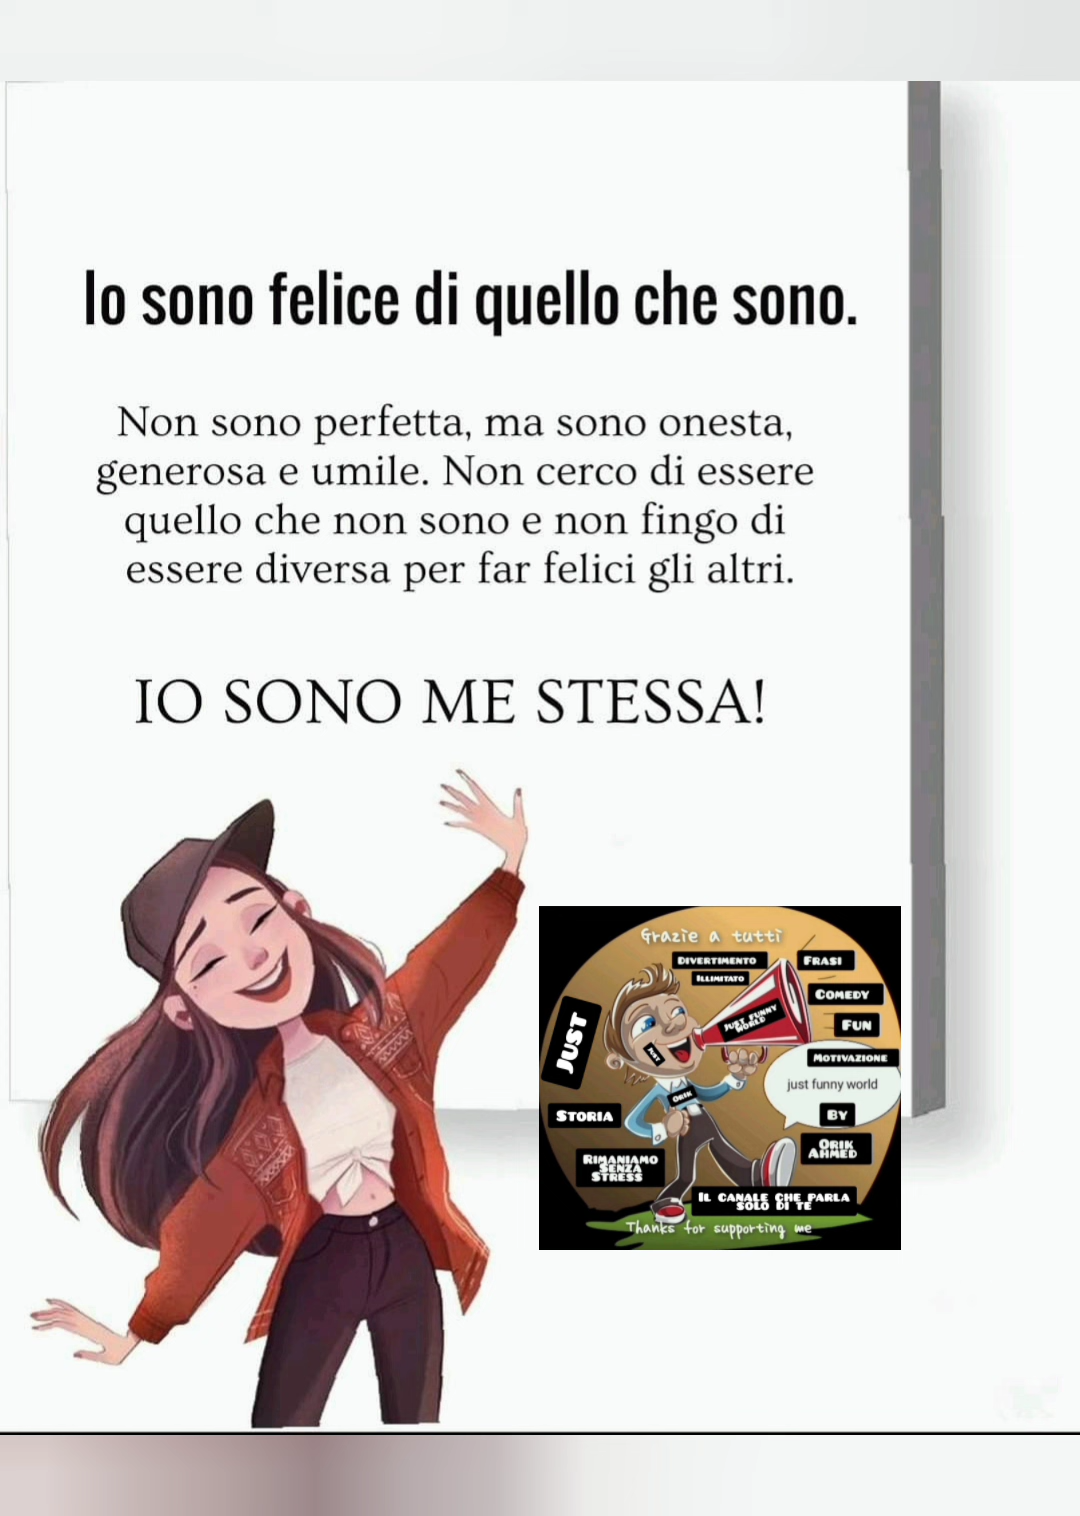 Io sono felice di quello che sono.
Non sono perfetta, ma sono onesta,
generosa e umile. Non cerco di essere
quello che non sono e non fingo di
essere diversa per far felici gli altri.
IO SONO ME STESSA!
Grazie a tutti
DIVERTIMENTO
ILLIMITATO
FRASI
COMEDY
FUN
MOTIVAZIONE
JUST FUNNY
WORLD
JUST
JUST
just funny world
ORIK
BY
STORIA
ORIK
AHMED
RIMANIAMO
SENZA
STRESS
IL CANALE CHE PARLA
SOLO DI TE
Thanks for supporting me